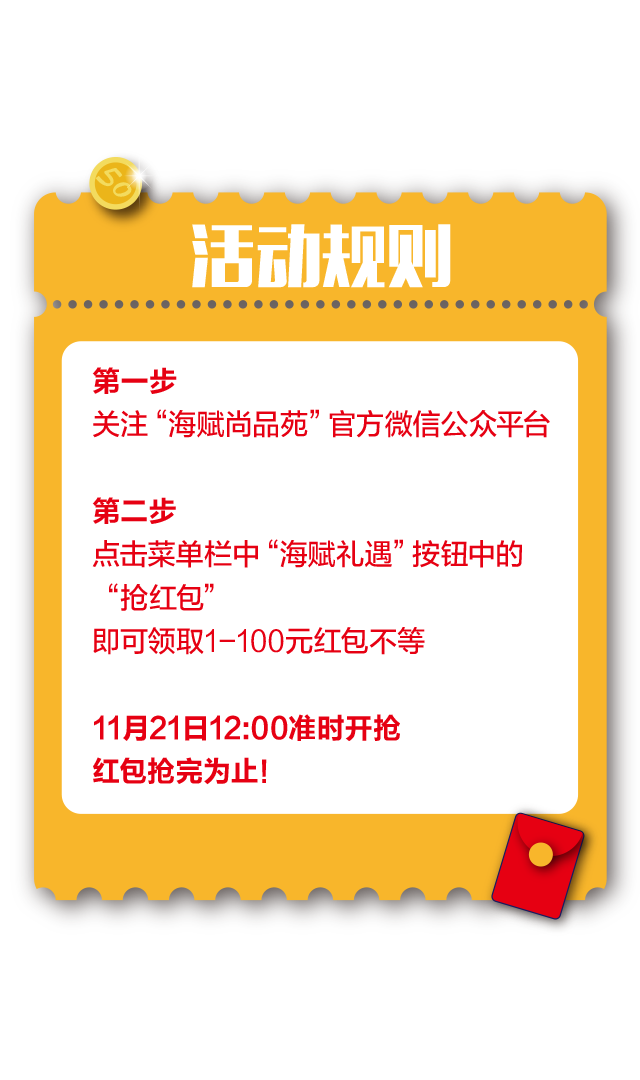 50
活动规则
第一步
关注“海赋尚品苑”官方微信公众平台
第二步
点击菜单栏中“海赋礼遇”按钮中的
“抢红包”
即可领取1-100元红包不等
11月21日12:00准时开抢
红包抢完为止!